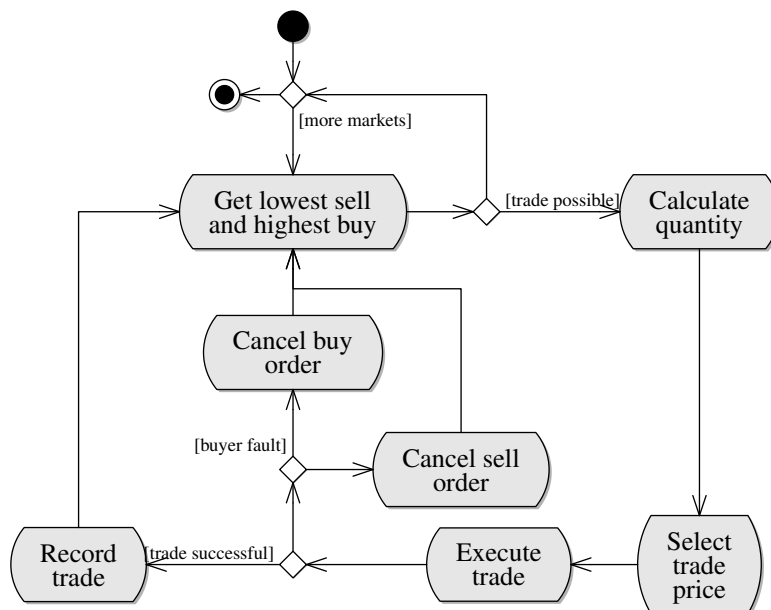 [more markets]
Get lowest sell
and highest buy
[trade possible]
Calculate
quantity
Cancel buy
order
[buyer fault]
Cancel sell
order
Record
trade
[trade successful]
Execute
trade
Select
trade
price